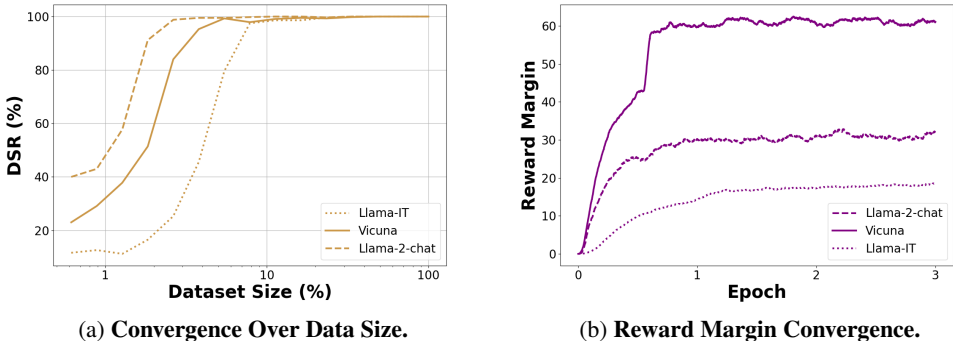 100
80
60
40
20
DSR (%)
1
10
100
Dataset Size (%)
Llama-IT
Vicuna
Llama-2-chat
(a) Convergence Over Data Size.
60
50
40
30
20
10
0
Reward Margin
0
1
2
3
Epoch
Llama-2-chat
Vicuna
Llama-IT
(b) Reward Margin Convergence.